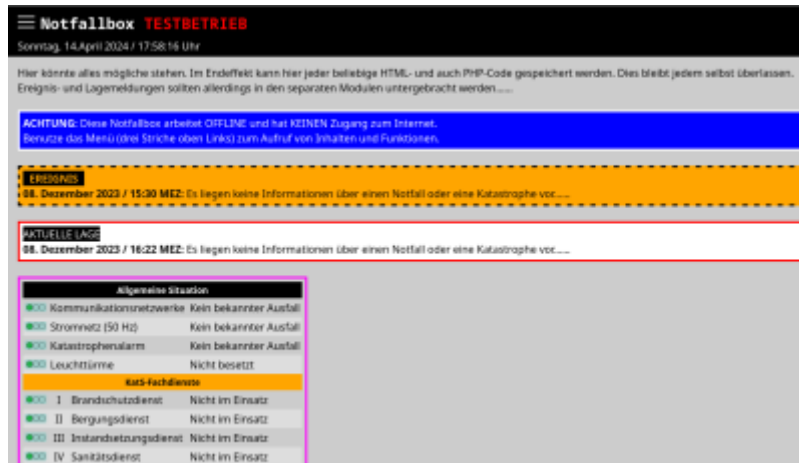 Notfallbox TESTBETRIEB
Sonntag, 14.April 2024 / 17:58:16 Uhr
Hier könnte alles mögliche stehen. Im Endeffekt kann hier jeder beliebige HTML- und auch PHP-Code gespeichert werden. Dies bleibt jedem selbst überlassen.
Ereignis- und Lagemeldungen sollten allerdings in den separaten Modulen untergebracht werden......
ACHTUNG: Diese Notfallbox arbeitet OFFLINE und hat KEINEN Zugang zum Internet.
Benutze das Menü (drei Striche oben Links) zum Aufruf von Inhalten und Funktionen.
EREIGNIS
08. Dezember 2023 / 15:30 MEZ: Es liegen keine Informationen über einen Notfall oder eine Katastrophe vor......
AKTUELLE LAGE
08. Dezember 2023 / 16:22 MEZ: Es liegen keine Informationen über einen Notfall oder eine Katastrophe vor......
Allgemeine Situation
Kommunikationsnetzwerke Kein bekannter Ausfall
Stromnetz (50 Hz) Kein bekannter Ausfall
Katastrophenalarm Kein bekannter Ausfall
Leuchttürme Nicht besetzt
KatS-Fachdienste
I Brandschutzdienst Nicht im Einsatz
II Bergungsdienst Nicht im Einsatz
III Instandsetzungsdienst Nicht im Einsatz
IV Sanitätsdienst Nicht im Einsatz